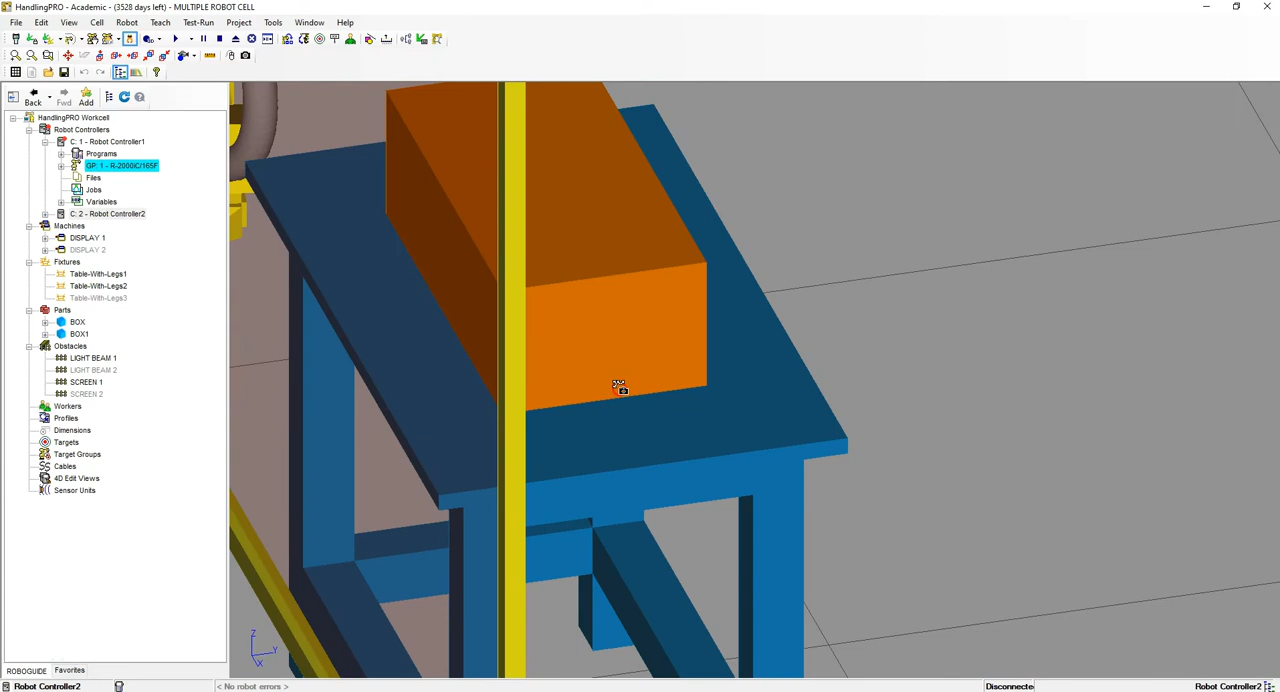 HandlingPRO - Academic - (3528 days left) - MULTIPLE ROBOT CELL
File Edit View Cell Robot Teach Test-Run Project Tools Window Help
Back Fwd Add
HandlingPRO Workcell
Robot Controllers
C: 1 - Robot Controller1
Programs
GP: 1 - R-2000iC/165F
Files
Jobs
Variables
C: 2 - Robot Controller2
Machines
DISPLAY 1
DISPLAY 2
Fixtures
Table-With-Legs1
Table-With-Legs2
Table-With-Legs3
Parts
BOX
BOX1
Obstacles
LIGHT BEAM 1
LIGHT BEAM 2
SCREEN 1
SCREEN 2
Workers
Profiles
Dimensions
Targets
Target Groups
Cables
4D Edit Views
Sensor Units
Z
Y
X
ROBOGUIDE Favorites
Robot Controller2 < No robot errors > Disconnecte Robot Controller2